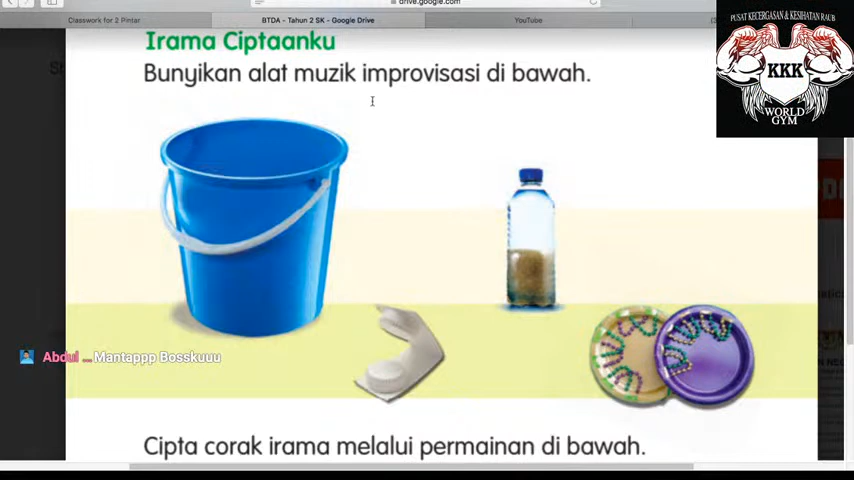 drive.google.com
Classwork for 2 Pintar
BTDA - Tahun 2 SK - Google Drive
YouTube
PUSAT KECERGASAN & KESIHATAN RAUB
KKK
WORLD
GYM
Irama Ciptaanku
Bunyikan alat muzik improvisasi di bawah.
Abdul ... Mantappp Bosskuuu
Cipta corak irama melalui permainan di bawah.